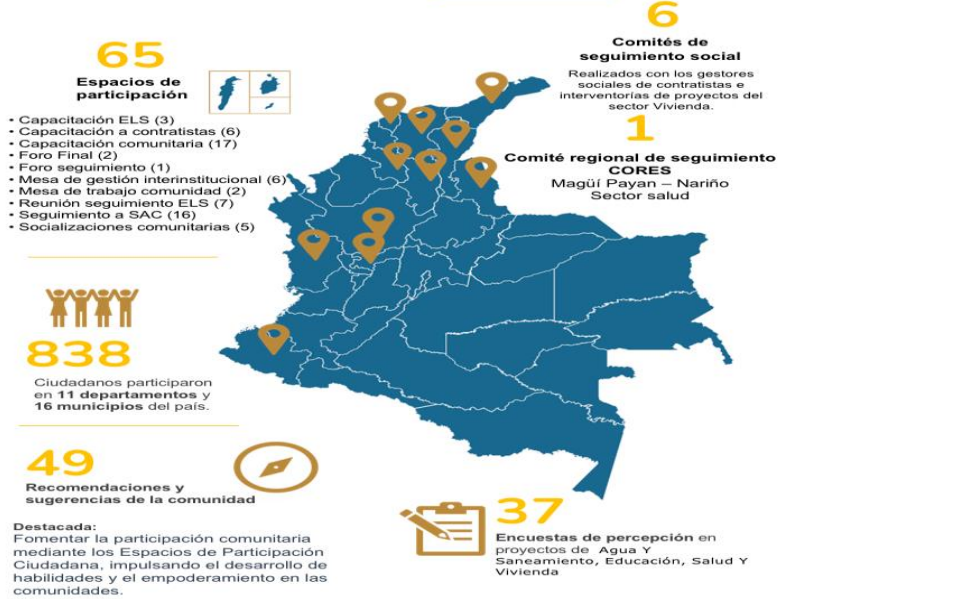 65
Espacios de
participación
• Capacitación ELS (3)
• Capacitación a contratistas (6)
• Capacitación comunitaria (17)
• Foro Final (2)
• Foro seguimiento (1)
• Mesa de gestión interinstitucional (6)
• Mesa de trabajo comunidad (2)
• Reunión seguimiento ELS (7)
• Seguimiento a SAC (16)
• Socializaciones comunitarias (5)
838
Ciudadanos participaron
en 11 departamentos y
16 municipios del país.
49
Recomendaciones y
sugerencias de la comunidad
Destacada:
Fomentar la participación comunitaria
mediante los Espacios de Participación
Ciudadana, impulsando el desarrollo de
habilidades y el empoderamiento en las
comunidades.
6
Comités de
seguimiento social
Realizados con los gestores
sociales de contratistas e
interventorías de proyectos del
sector Vivienda.
1
Comité regional de seguimiento
CORES
Magüí Payan – Nariño
Sector salud
37
Encuestas de percepción en
proyectos de Agua Y
Saneamiento, Educación, Salud Y
Vivienda